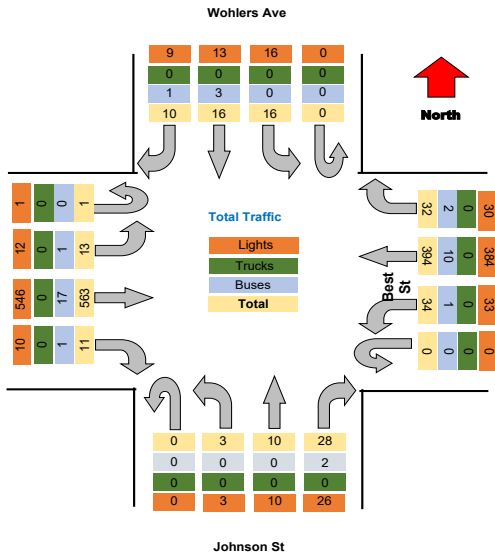 Wohlers Ave
9 13 16 0
0 0 0 0
1 3 0 0
10 16 16 0
North
1 0 0 1
12 0 1 13
546 0 17 563
10 0 1 11
Total Traffic
Lights
Trucks
Buses
Total
32 2 0 30
394 10 0 384
34 1 0 33
0 0 0 0
Best
St
0 3 10 28
0 0 0 2
0 0 0 0
0 3 10 26
Johnson St